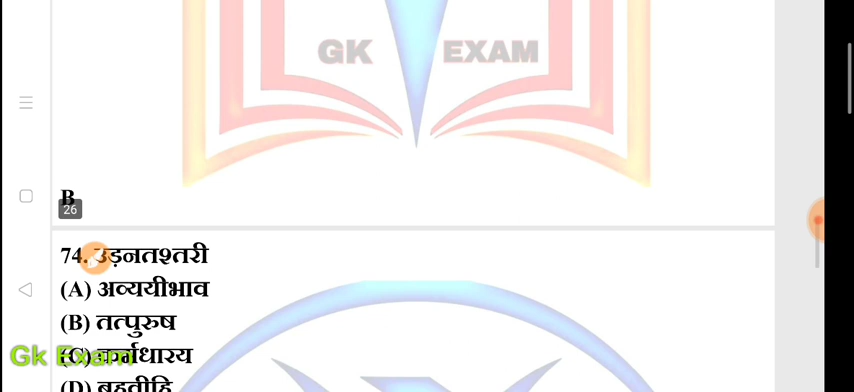 GK EXAM
B
26
74. उड़नतश्तरी
(A) अव्ययीभाव
(B) तत्पुरुष
Gk Exam
(C) कर्मधारय
(D) बहुव्रीहि